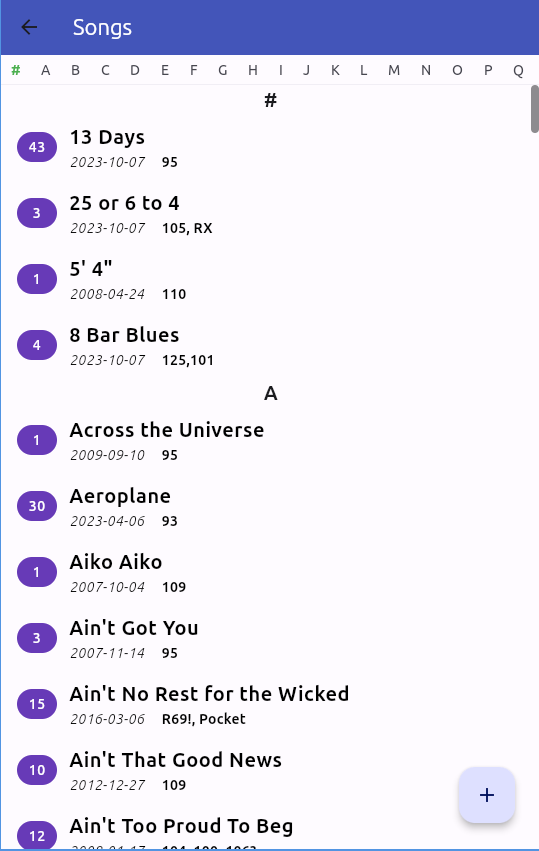 Songs
# A B C D E F G H I J K L M N O P Q
#
43 13 Days
2023-10-07 95
3 25 or 6 to 4
2023-10-07 105, RX
1 5' 4"
2008-04-24 110
4 8 Bar Blues
2023-10-07 125,101
A
1 Across the Universe
2009-09-10 95
30 Aeroplane
2023-04-06 93
1 Aiko Aiko
2007-10-04 109
3 Ain't Got You
2007-11-14 95
15 Ain't No Rest for the Wicked
2016-03-06 R69!, Pocket
10 Ain't That Good News
2012-12-27 109
12 Ain't Too Proud To Beg